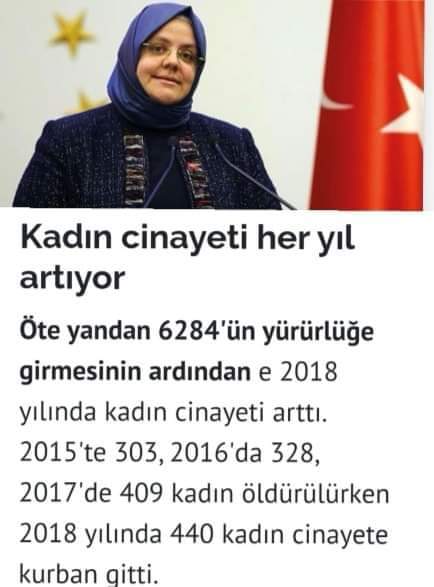 Kadın cinayeti her yıl
artıyor
Öte yandan 6284'ün yürürlüğe
girmesinin ardından e 2018
yılında kadın cinayeti arttı.
2015'te 303, 2016'da 328,
2017'de 409 kadın öldürülürken
2018 yılında 440 kadın cinayete
kurban gitti.